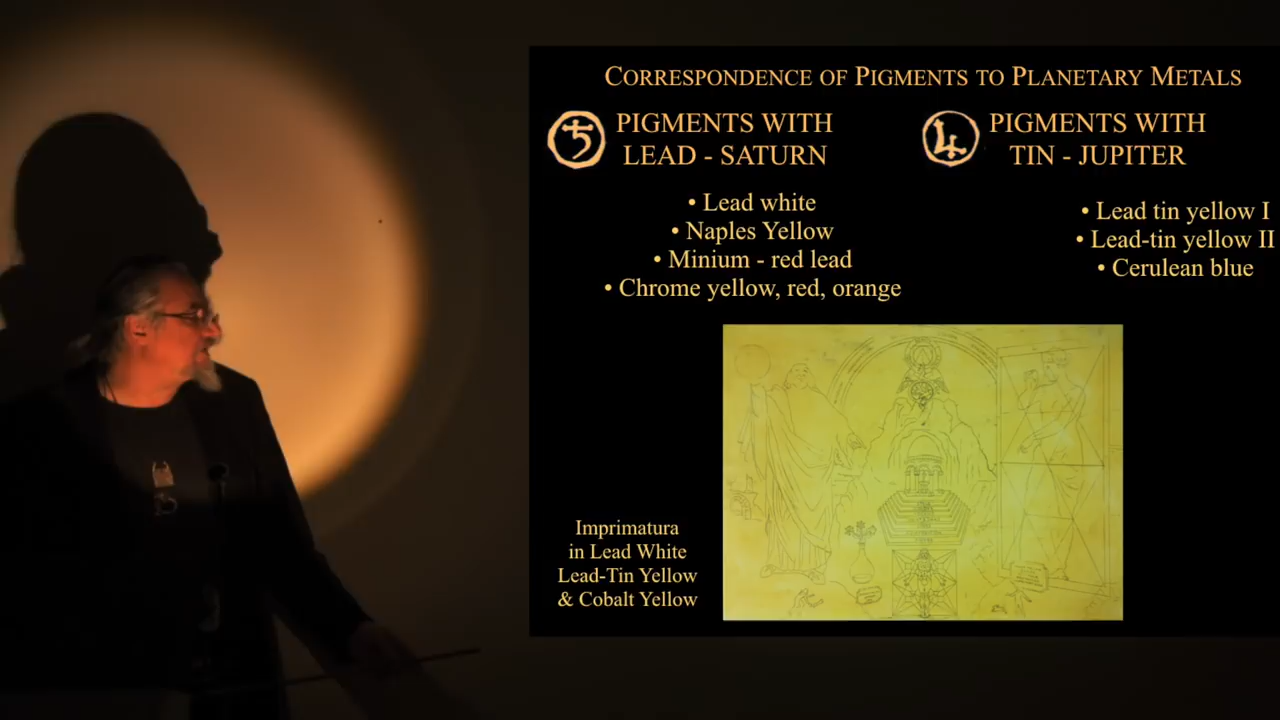 CORRESPONDENCE OF PIGMENTS TO PLANETARY METALS
PIGMENTS WITH
LEAD - SATURN
• Lead white
• Naples Yellow
• Minium - red lead
• Chrome yellow, red, orange
PIGMENTS WITH
TIN - JUPITER
• Lead tin yellow I
• Lead-tin yellow II
• Cerulean blue
Imprimatura
in Lead White
Lead-Tin Yellow
& Cobalt Yellow